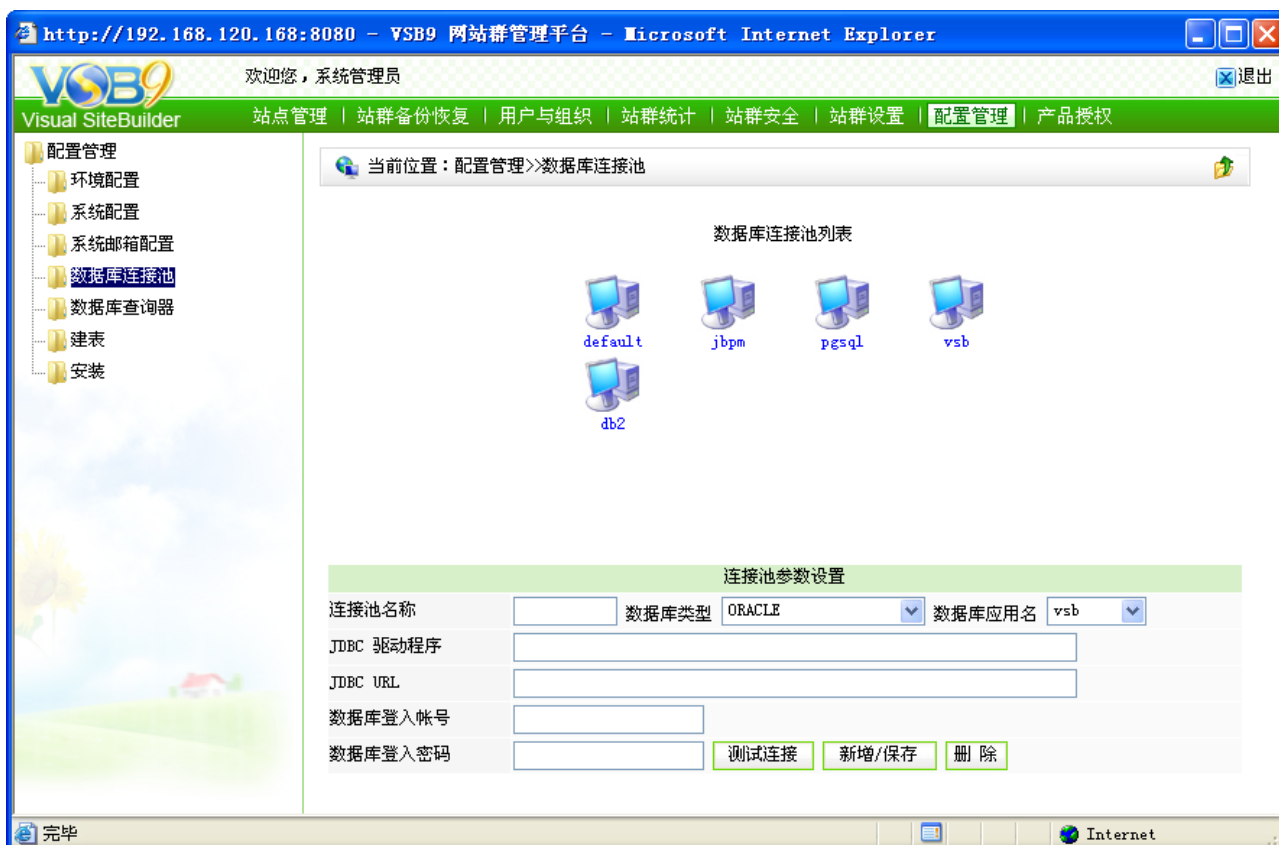 http://192.168.120.168:8080 - VSB9 网站群管理平台 - Microsoft Internet Explorer
VSB9
Visual SiteBuilder
欢迎您，系统管理员
退出
站点管理 | 站群备份恢复 | 用户与组织 | 站群统计 | 站群安全 | 站群设置 | 配置管理 | 产品授权
配置管理
环境配置
系统配置
系统邮箱配置
数据库连接池
数据库查询器
建表
安装
当前位置：配置管理>>数据库连接池
数据库连接池列表
default jbpm pgsql vsb
db2
连接池参数设置
连接池名称 数据库类型 ORACLE 数据库应用名 vsb
JDBC 驱动程序
JDBC URL
数据库登入帐号
数据库登入密码 测试连接 新增/保存 删 除
完毕 Internet